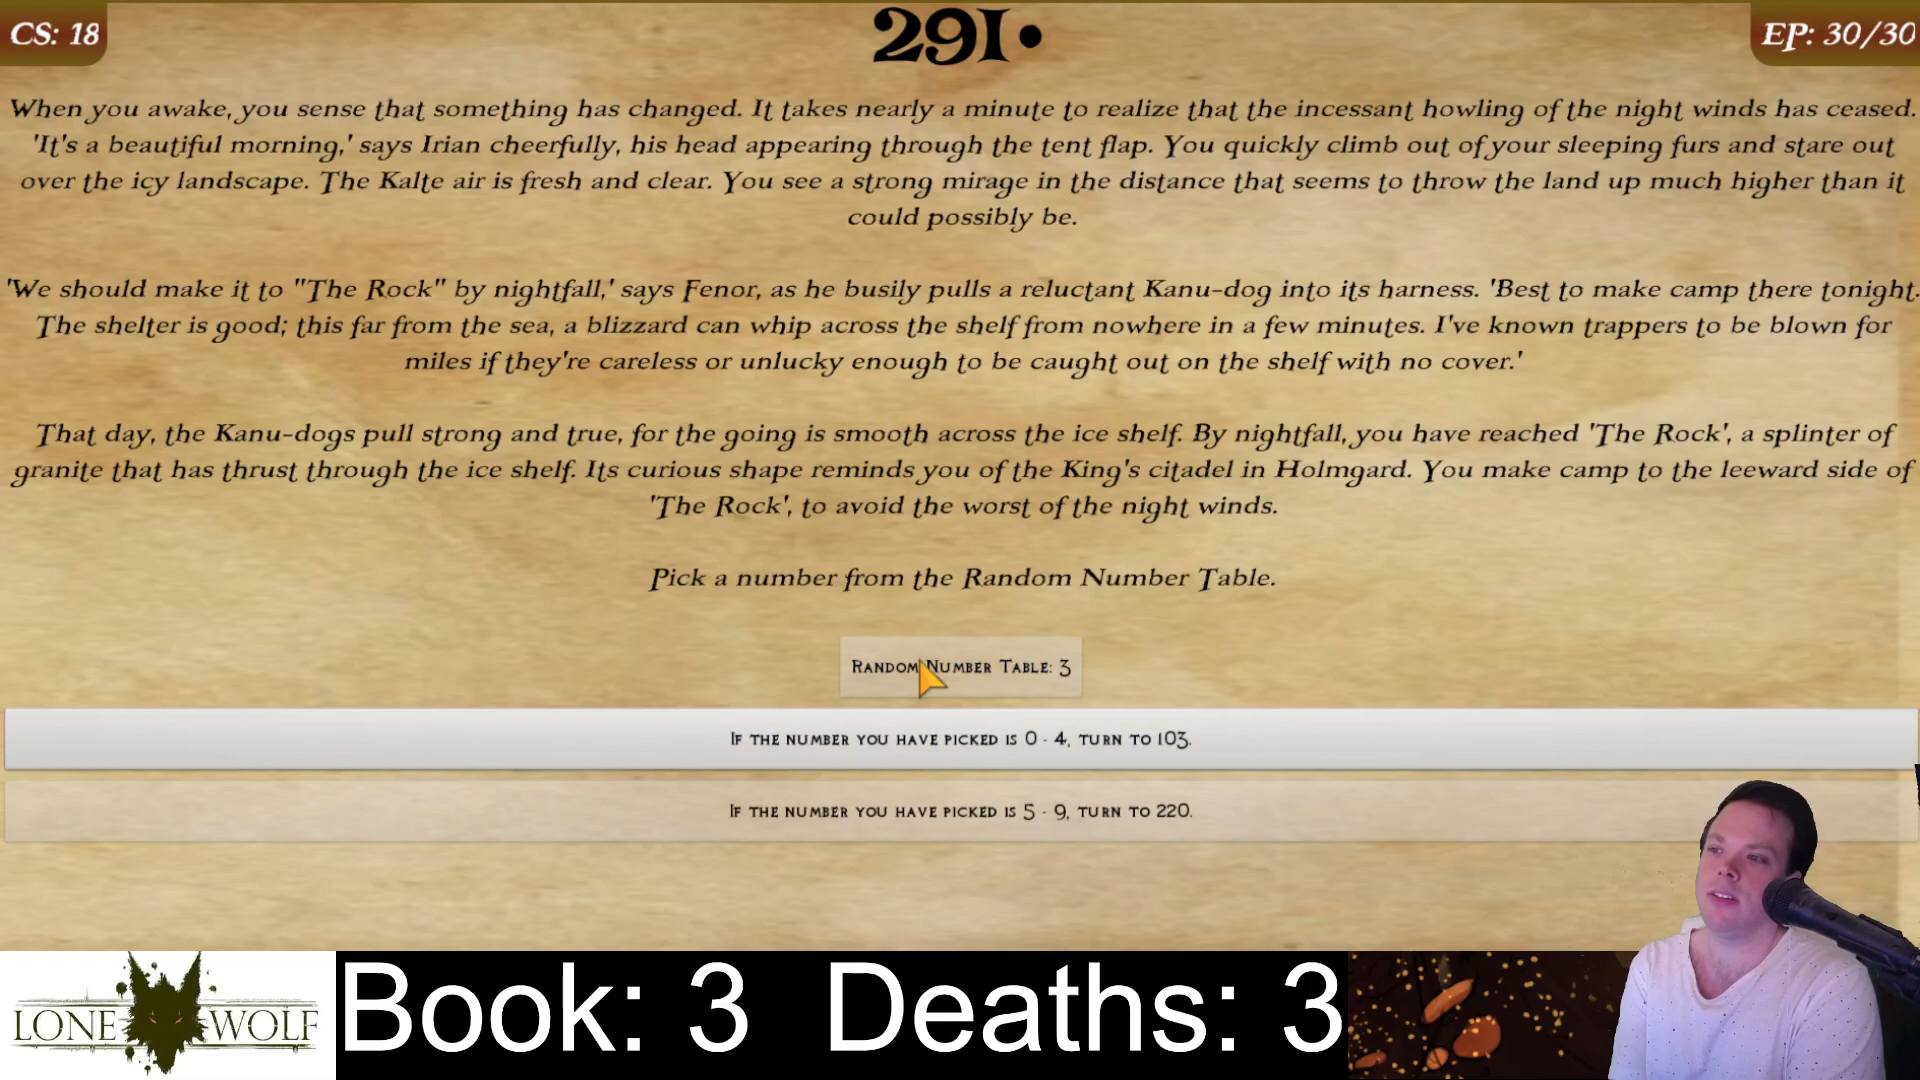 CS: 18
291•
EP: 30/30
When you awake, you sense that something has changed. It takes nearly a minute to realize that the incessant howling of the night winds has ceased.
'It's a beautiful morning,' says Irian cheerfully, his head appearing through the tent flap. You quickly climb out of your sleeping furs and stare out
over the icy landscape. The Kalte air is fresh and clear. You see a strong mirage in the distance that seems to throw the land up much higher than it
could possibly be.
'We should make it to "The Rock" by nightfall,' says Fenor, as he busily pulls a reluctant Kanu-dog into its harness. 'Best to make camp there tonight.
The shelter is good; this far from the sea, a blizzard can whip across the shelf from nowhere in a few minutes. I've known trappers to be blown for
miles if they're careless or unlucky enough to be caught out on the shelf with no cover.'
That day, the Kanu-dogs pull strong and true, for the going is smooth across the ice shelf. By nightfall, you have reached 'The Rock', a splinter of
granite that has thrust through the ice shelf. Its curious shape reminds you of the King's citadel in Holmgard. You make camp to the leeward side of
'The Rock', to avoid the worst of the night winds.
Pick a number from the Random Number Table.
Random Number Table: 3
If the number you have picked is 0 - 4, turn to 103.
If the number you have picked is 5 - 9, turn to 220.
LONE WOLF
Book: 3 Deaths: 3